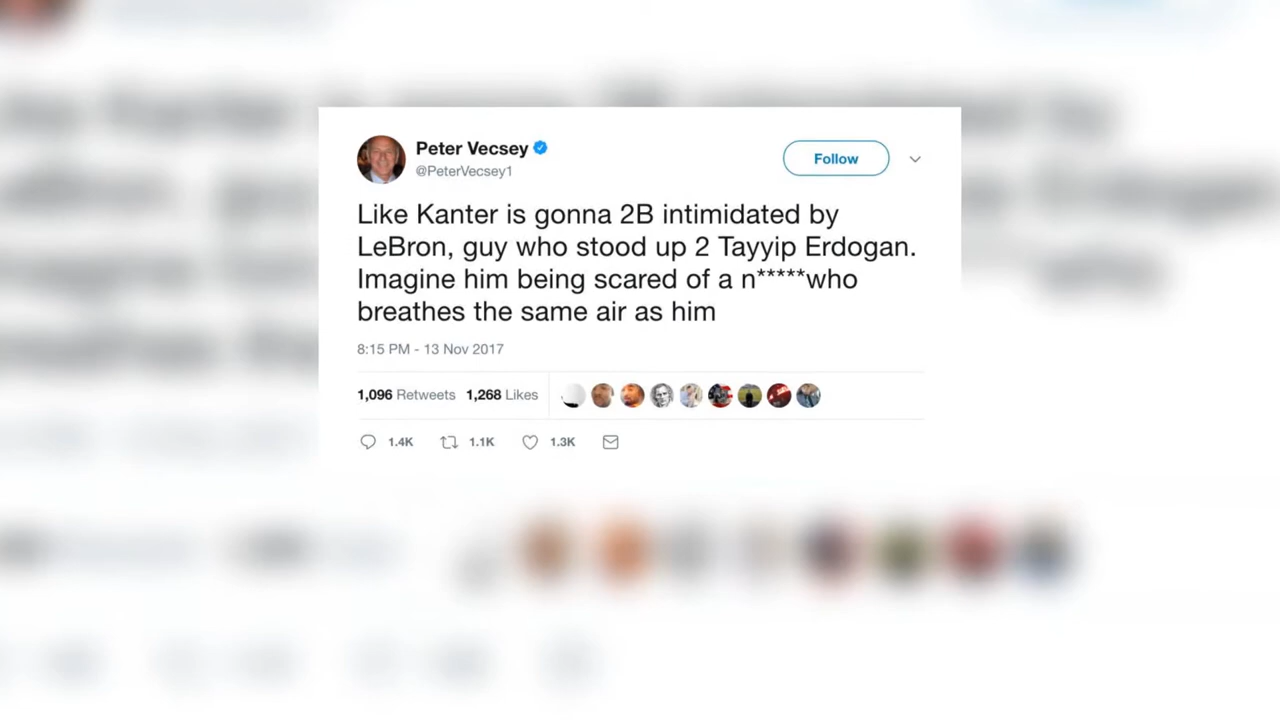 Peter Vecsey
@PeterVecsey1
Follow
Like Kanter is gonna 2B intimidated by
LeBron, guy who stood up 2 Tayyip Erdogan.
Imagine him being scared of a n*****who
breathes the same air as him
8:15 PM - 13 Nov 2017
1,096 Retweets 1,268 Likes
1.4K 1.1K 1.3K